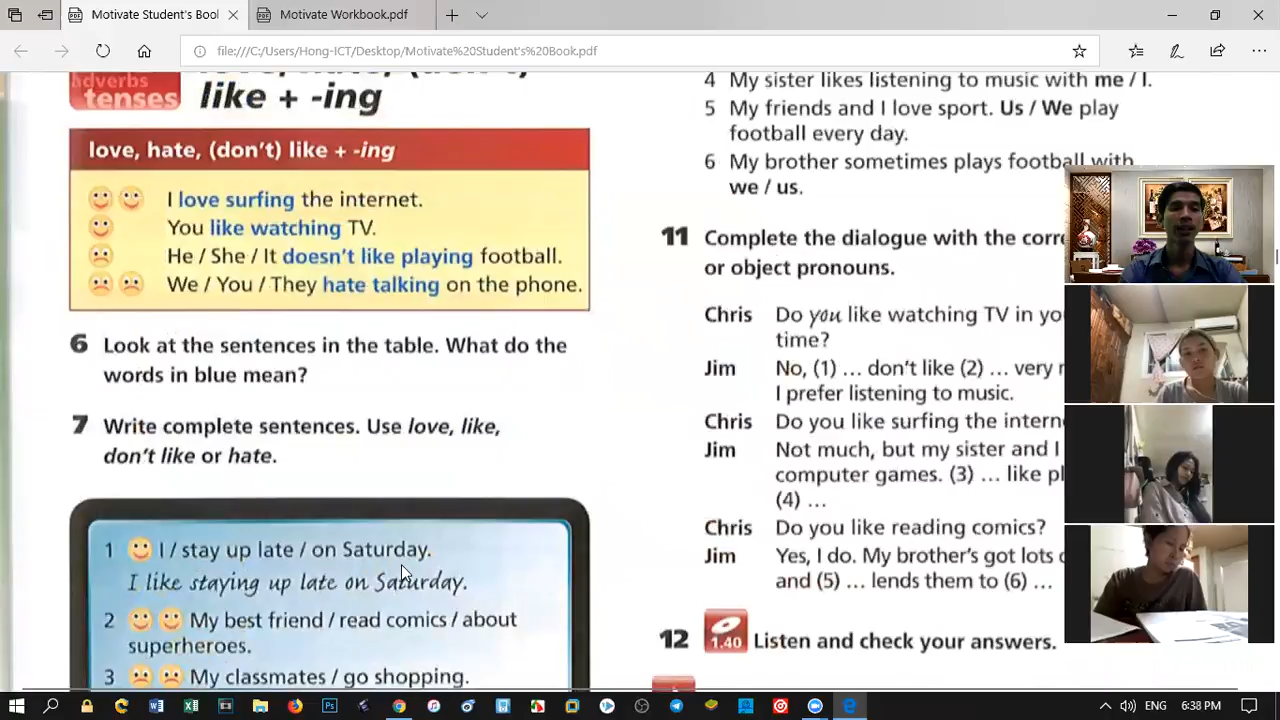 Motivate Student's Boo
Motivate Workbook.pdf
file:///C:/Users/Hong-ICT/Desktop/Motivate%20Student's%20Book.pdf
adverbs
tenses
like + -ing
love, hate, (don't) like + -ing
I love surfing the internet.
You like watching TV.
He / She / It doesn't like playing football.
We / You / They hate talking on the phone.
6 Look at the sentences in the table. What do the
words in blue mean?
7 Write complete sentences. Use love, like,
don't like or hate.
1 I / stay up late / on Saturday.
I like staying up late on Saturday.
2 My best friend / read comics / about
superheroes.
3 My classmates / go shopping.
4 My sister likes listening to music with me / I.
5 My friends and I love sport. Us / We play
football every day.
6 My brother sometimes plays football with
we / us.
11 Complete the dialogue with the corre
or object pronouns.
Chris Do you like watching TV in yo
time?
Jim No, (1) … don't like (2) … very
I prefer listening to music.
Chris Do you like surfing the intern
Jim Not much, but my sister and I
computer games. (3) … like pl
(4) …
Chris Do you like reading comics?
Jim Yes, I do. My brother's got lots
and (5) … lends them to (6) …
12 1.40 Listen and check your answers.
ENG 6:38 PM